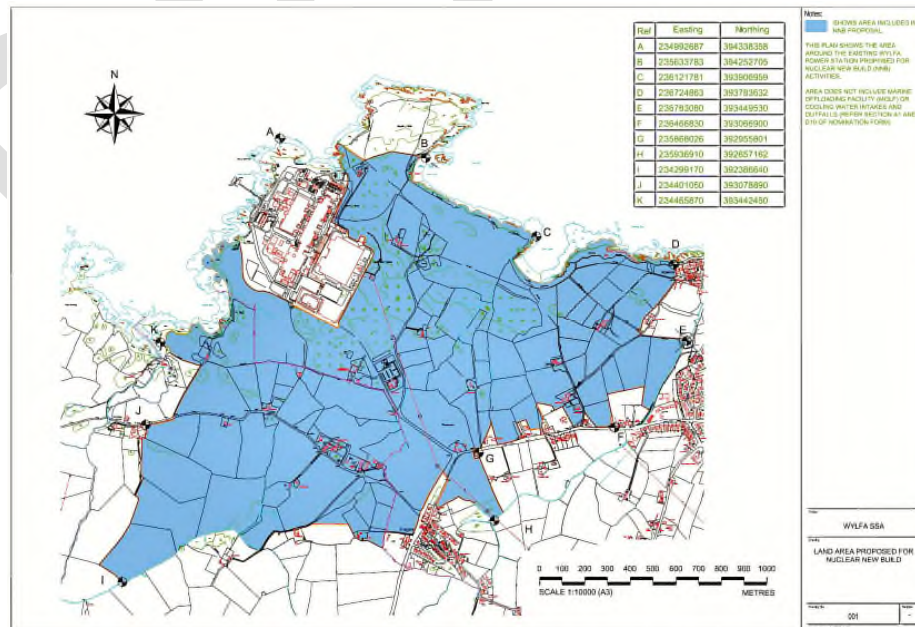 Ref Easting Northing
A 234992687 394338358
B 235633783 394252705
C 236121781 393906959
D 236724863 393783632
E 236783080 393449530
F 236466830 393066900
G 235868026 392955801
H 235936910 392657162
I 234299170 392386640
J 234401050 393078890
K 234465870 393442450
Notes:
SHOWS AREA INCLUDED IN
NNB PROPOSAL.
THIS PLAN SHOWS THE AREA
AROUND THE EXISTING WYLFA
POWER STATION PROPOSED FOR
NUCLEAR NEW BUILD (NNB)
ACTIVITIES.
AREA DOES NOT INCLUDE MARINE
OFFLOADING FACILITY (MOLF) OR
COOLING WATER INTAKES AND
OUTFALLS (REFER SECTION A1 AND
D10 OF NOMINATION FORM)
N
A
B
C
D
E
K
J
F
G
H
I
0 100 200 300 400 500 600 700 800 900 1000
SCALE 1:10000 (A3) METRES
WYLFA SSA
LAND AREA PROPOSED FOR
NUCLEAR NEW BUILD
001